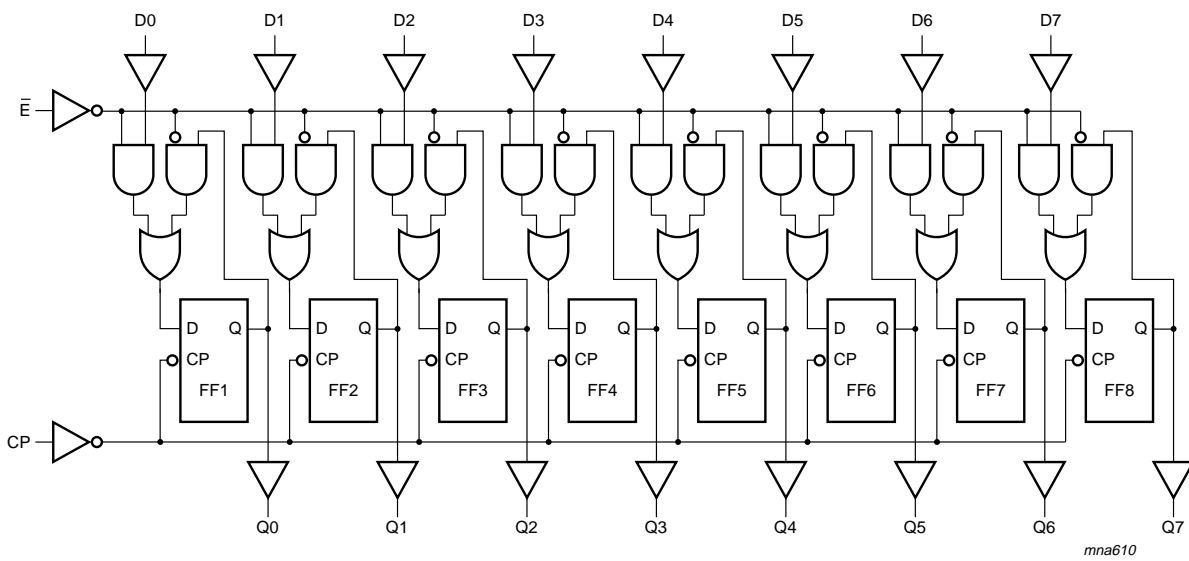 D0 D1 D2 D3 D4 D5 D6 D7
E̅
D Q D Q D Q D Q D Q D Q D Q D Q
CP CP CP CP CP CP CP CP
FF1 FF2 FF3 FF4 FF5 FF6 FF7 FF8
CP
Q0 Q1 Q2 Q3 Q4 Q5 Q6 Q7
mna610